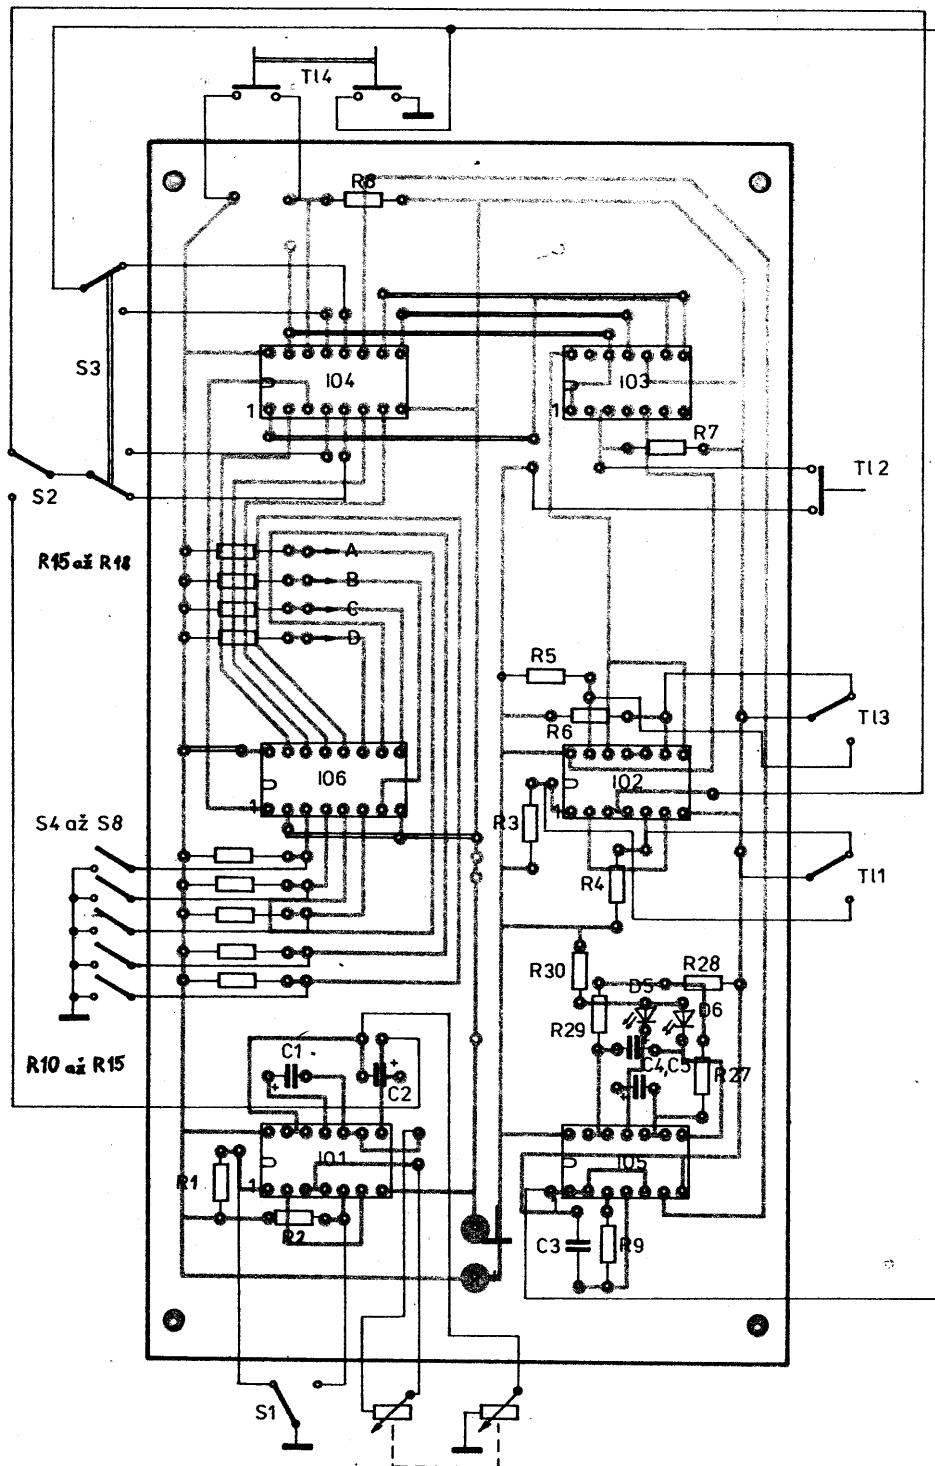 Tl4
R8
S3
IO4
IO3
1
1
R7
S2
Tl2
R15 až R18
A
B
C
D
R5
R6
Tl3
IO6
IO2
1
1
S4 až S8
R3
R4
Tl1
R30
R28
D5
D6
R29
R10 až R15
C1
+
+
C2
C4,C5
R27
+
IO1
IO5
R1
1
1
R2
C3
R9
S1